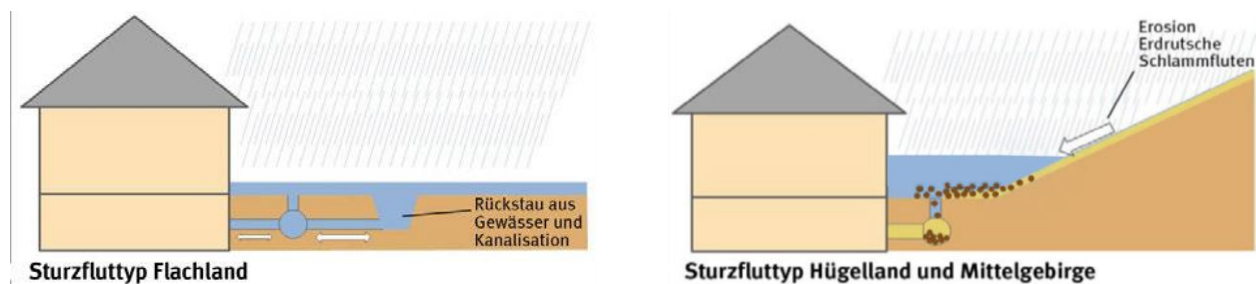 Rückstau aus
Gewässer und
Kanalisation
Sturzfluttyp Flachland
Erosion
Erdrutsche
Schlammfluten
Sturzfluttyp Hügelland und Mittelgebirge